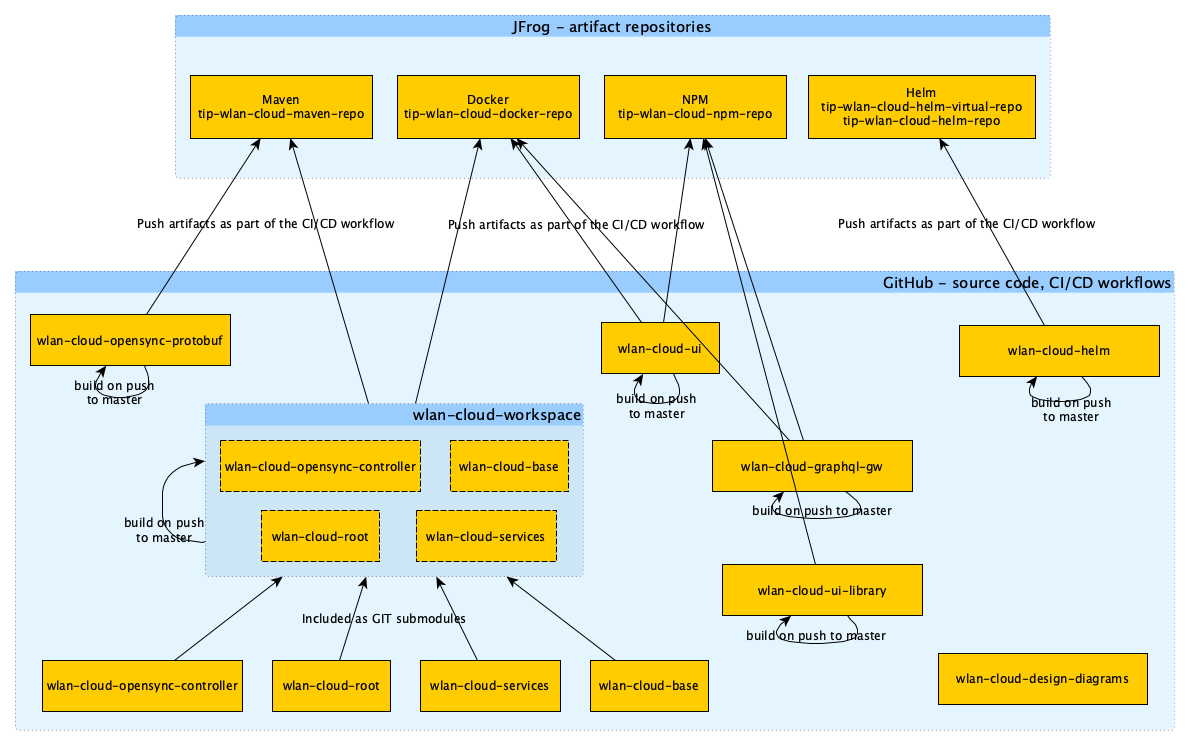 JFrog - artifact repositories
Maven
tip-wlan-cloud-maven-repo
Docker
tip-wlan-cloud-docker-repo
NPM
tip-wlan-cloud-npm-repo
Helm
tip-wlan-cloud-helm-virtual-repo
tip-wlan-cloud-helm-repo
Push artifacts as part of the CI/CD workflow
Push artifacts as part of the CI/CD workflow
Push artifacts as part of the CI/CD workflow
GitHub - source code, CI/CD workflows
wlan-cloud-opensync-protobuf
build on push
to master
wlan-cloud-ui
build on push
to master
wlan-cloud-helm
build on push
to master
wlan-cloud-workspace
wlan-cloud-opensync-controller
wlan-cloud-base
wlan-cloud-root
wlan-cloud-services
build on push
to master
wlan-cloud-graphql-gw
build on push to master
wlan-cloud-ui-library
build on push to master
Included as GIT submodules
wlan-cloud-opensync-controller
wlan-cloud-root
wlan-cloud-services
wlan-cloud-base
wlan-cloud-design-diagrams